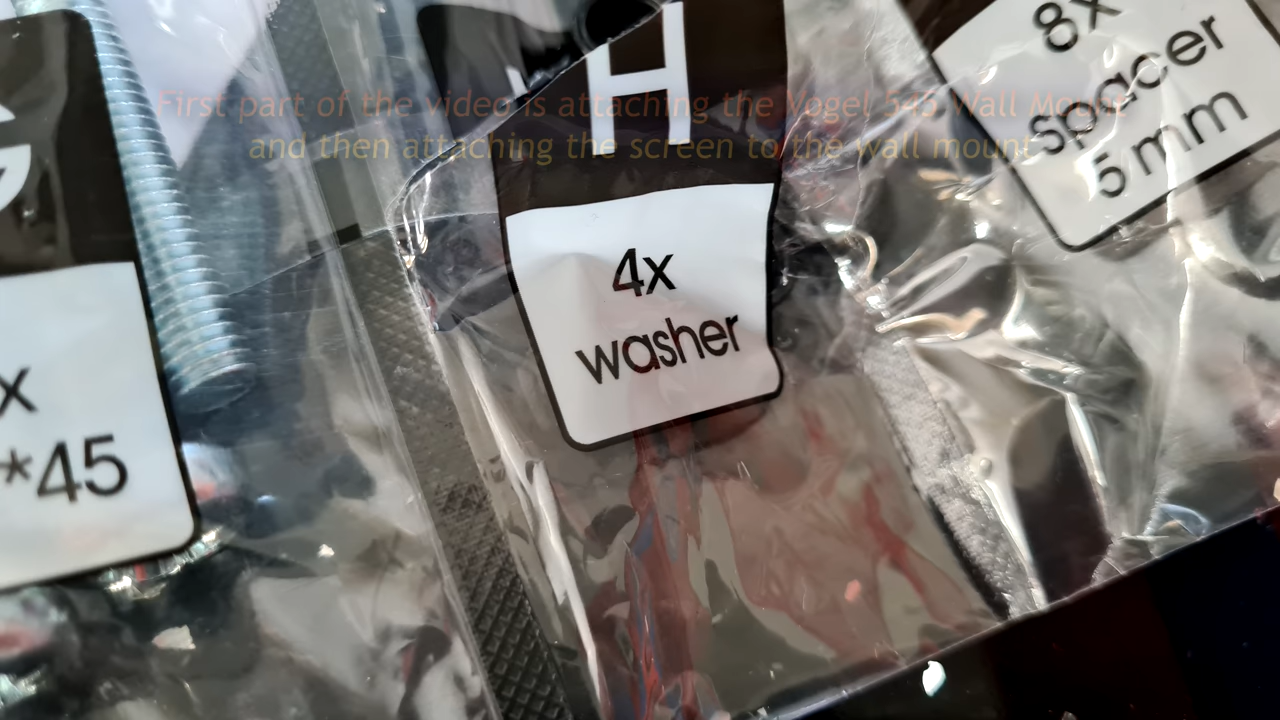 First part of the video is attaching the Vogel 545 Wall Mount
and then attaching the screen to the wall mount
G
x
*45
H
4x
washer
8x
spacer
5 mm